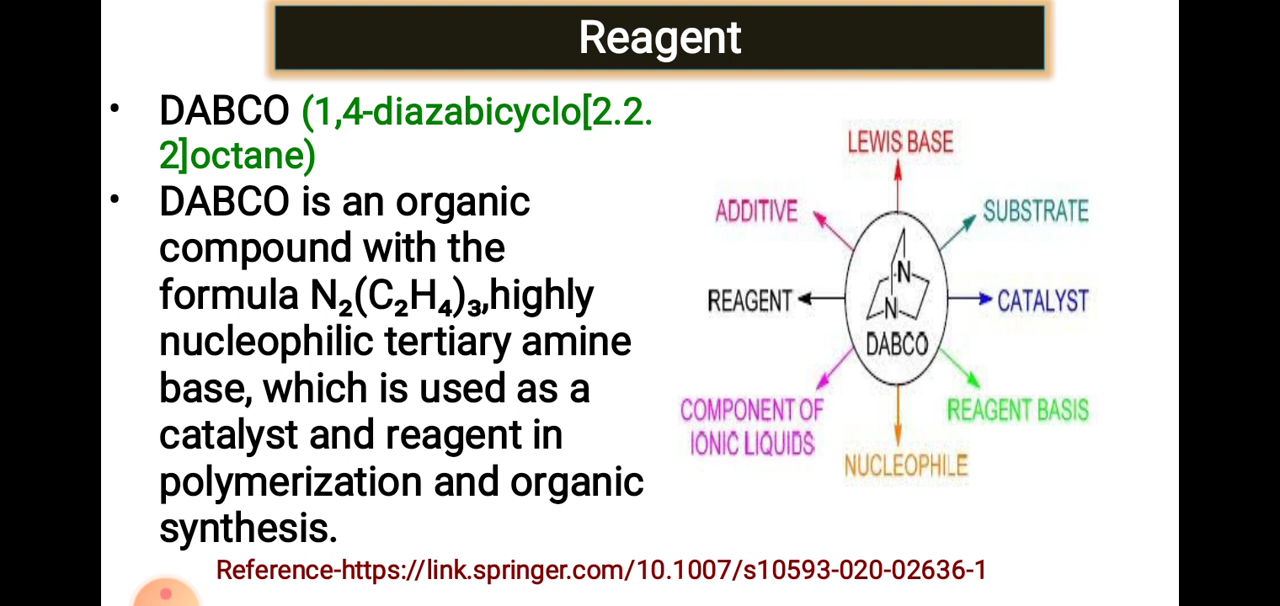 Reagent
• DABCO (1,4-diazabicyclo[2.2.
2]octane)
• DABCO is an organic
compound with the
formula N₂(C₂H₄)₃,highly
nucleophilic tertiary amine
base, which is used as a
catalyst and reagent in
polymerization and organic
synthesis.
LEWIS BASE
ADDITIVE
SUBSTRATE
REAGENT
N
N
DABCO
CATALYST
COMPONENT OF
IONIC LIQUIDS
REAGENT BASIS
NUCLEOPHILE
Reference-https://link.springer.com/10.1007/s10593-020-02636-1